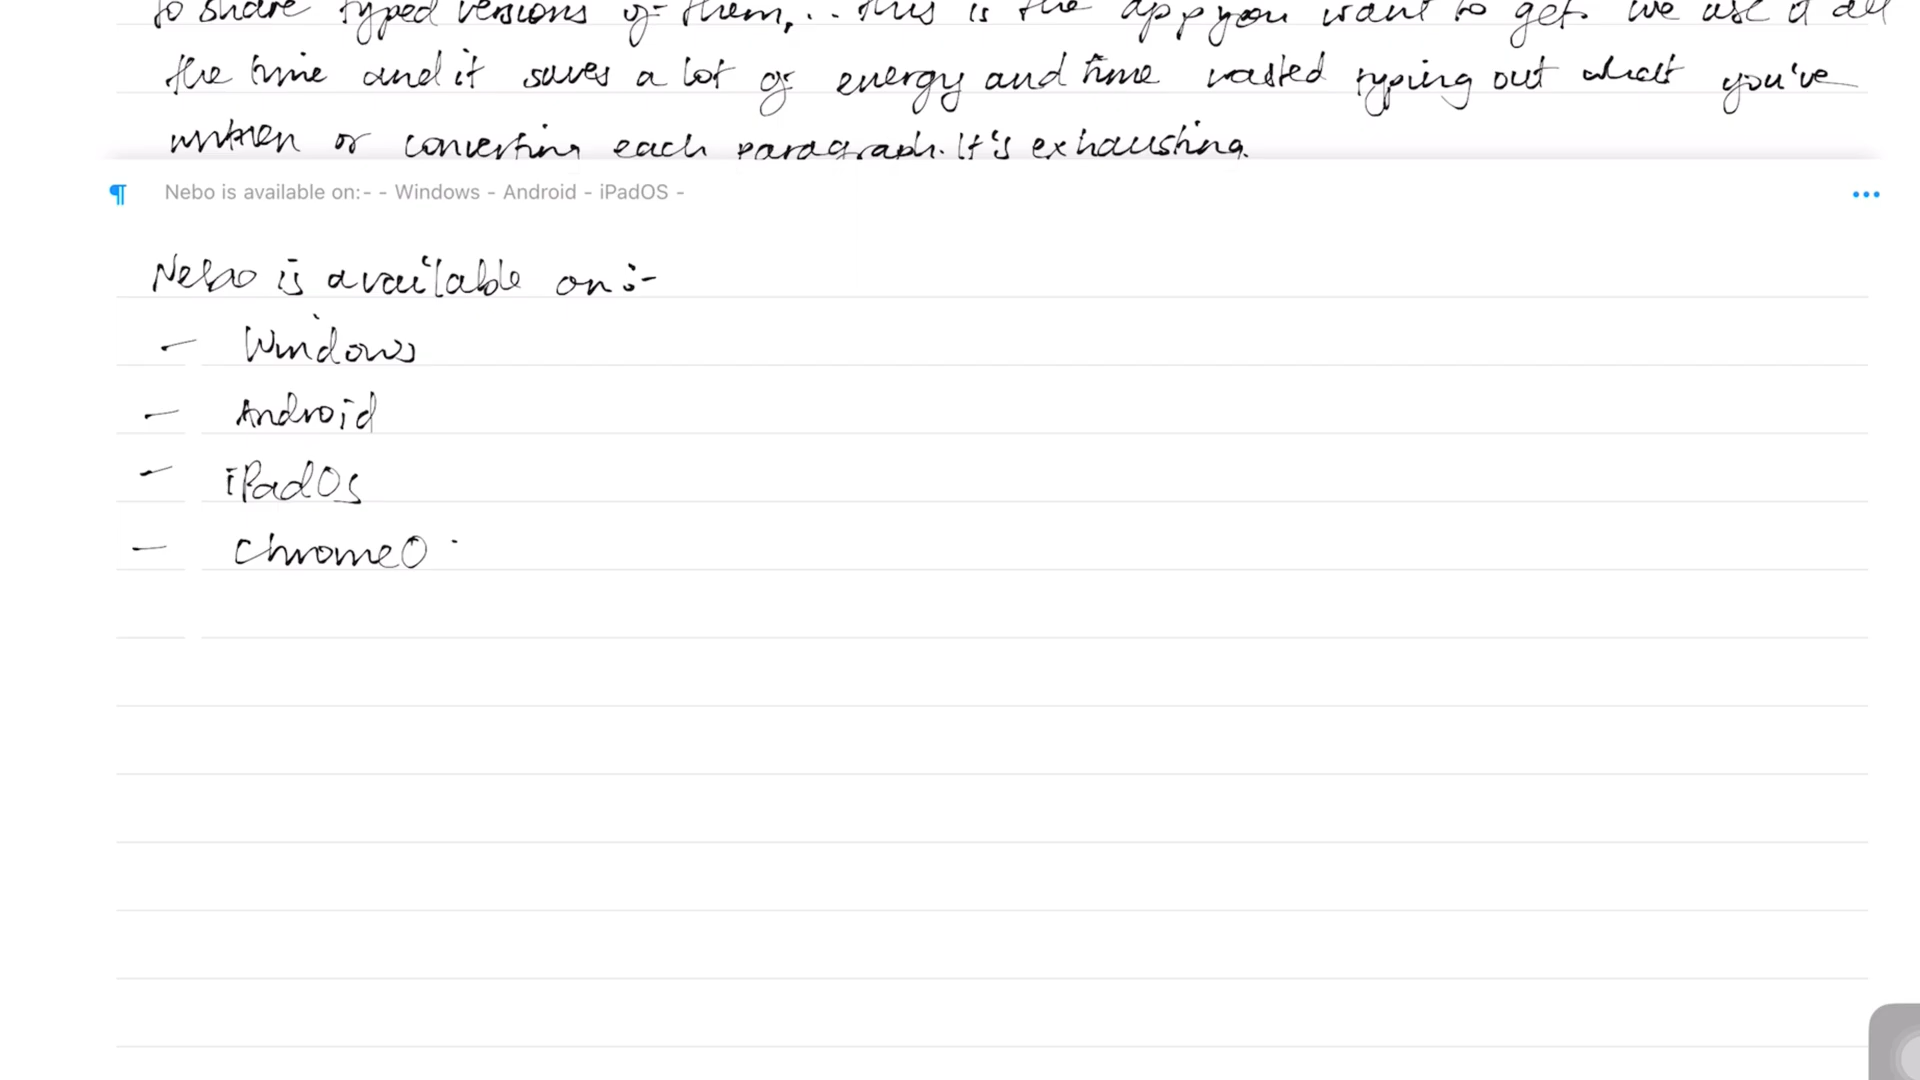 to share typed versions of them,.. this is the app you want to get. We use it all
the time and it saves a lot of energy and time wasted typing out what you've
written or converting each paragraph. It's exhausting.
¶ Nebo is available on:- - Windows - Android - iPadOS -
Nebo is available on:-
- Windows
- Android
- iPadOS
- ChromeO